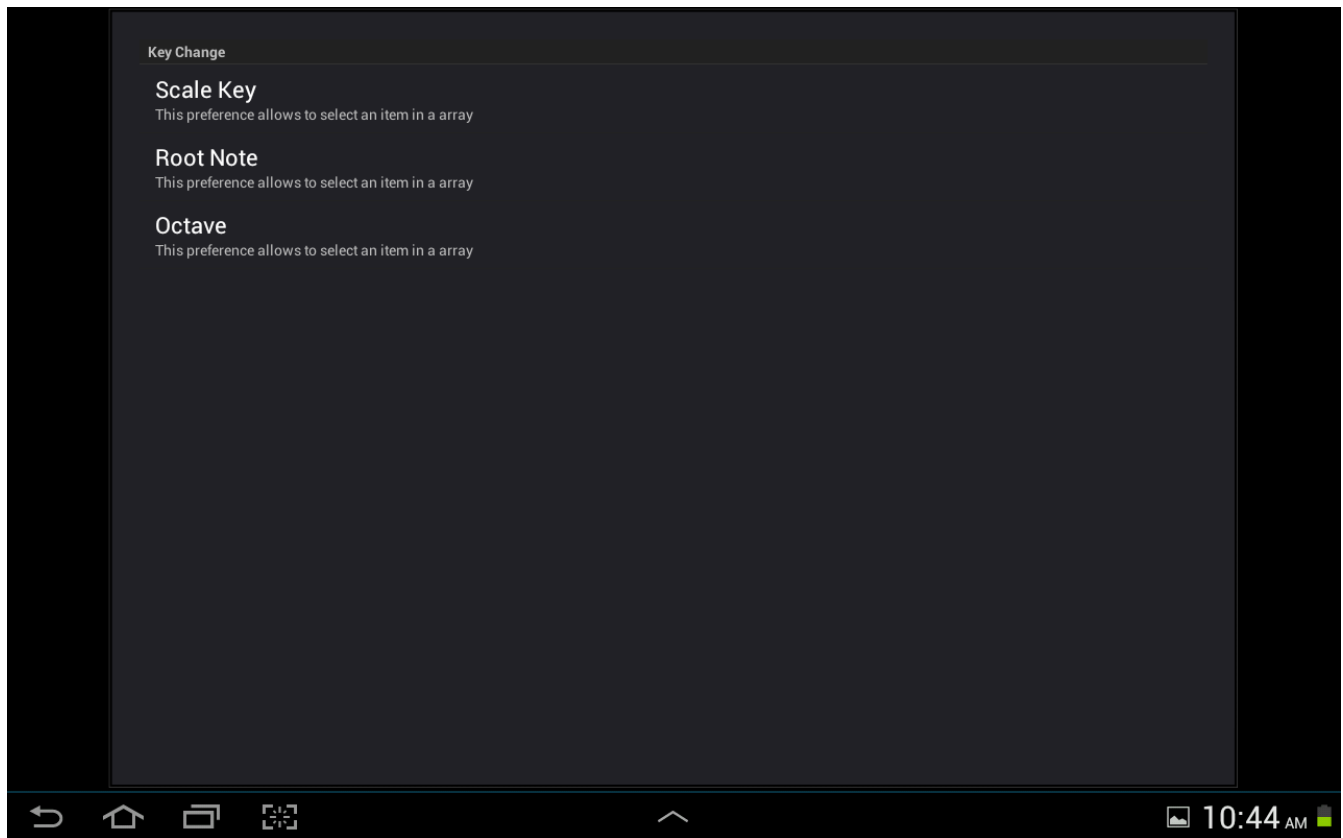 Key Change
Scale Key
This preference allows to select an item in a array
Root Note
This preference allows to select an item in a array
Octave
This preference allows to select an item in a array
10:44 AM